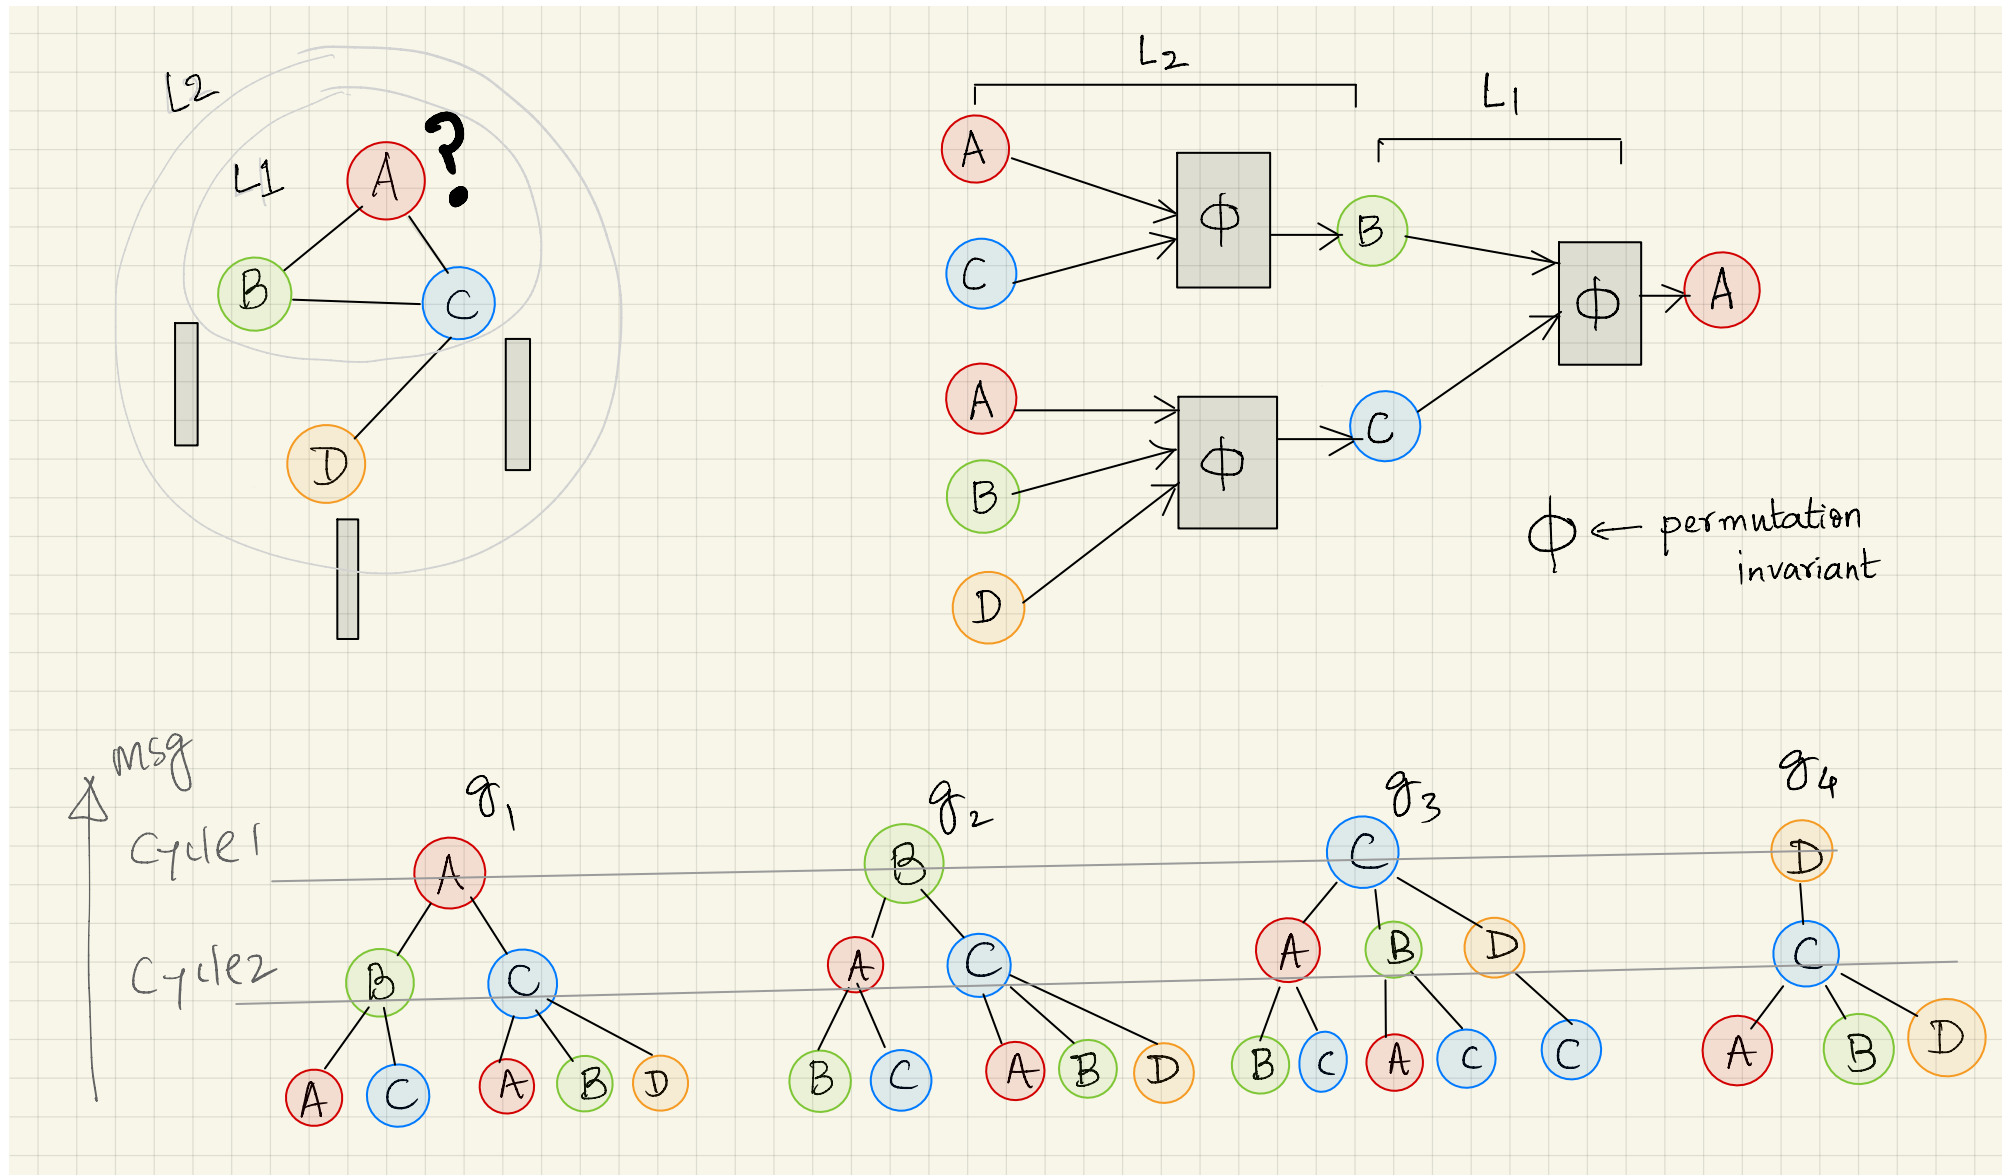 L2
L1
A ?
B
C
D
L2
L1
A
C
ϕ
B
A
B
D
ϕ
C
ϕ
A
ϕ ← permutation
invariant
msg
Cycle1
Cycle2
g1
A
B C
A C A B D
g2
B
A C
B C A B D
g3
C
A B D
B C A C C
g4
D
C
A B D